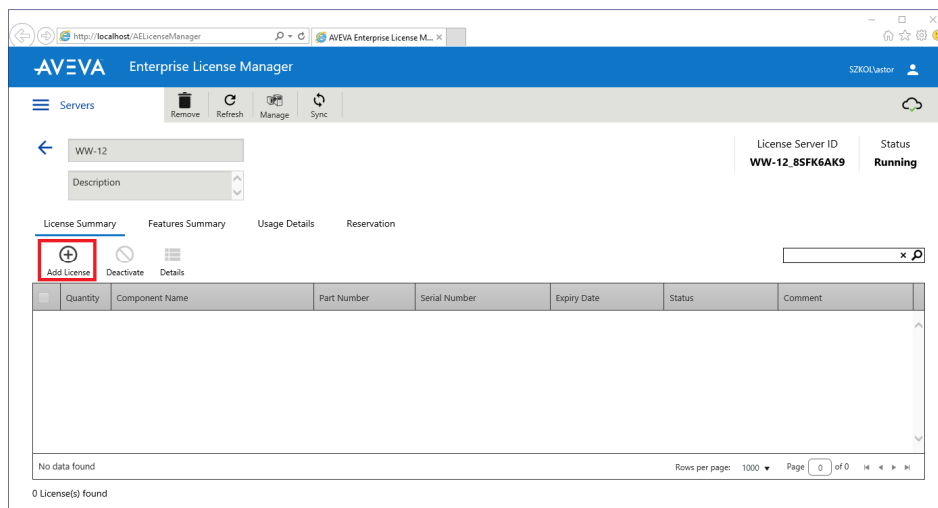 http://localhost/AELicenseManager
AVEVA Enterprise License M...
AVEVA Enterprise License Manager
SZKOL\astor
Servers
Remove Refresh Manage Sync
WW-12
Description
License Server ID Status
WW-12_8SFK6AK9 Running
License Summary Features Summary Usage Details Reservation
Add License Deactivate Details
Quantity Component Name Part Number Serial Number Expiry Date Status Comment
No data found Rows per page: 1000 Page 0 of 0
0 License(s) found